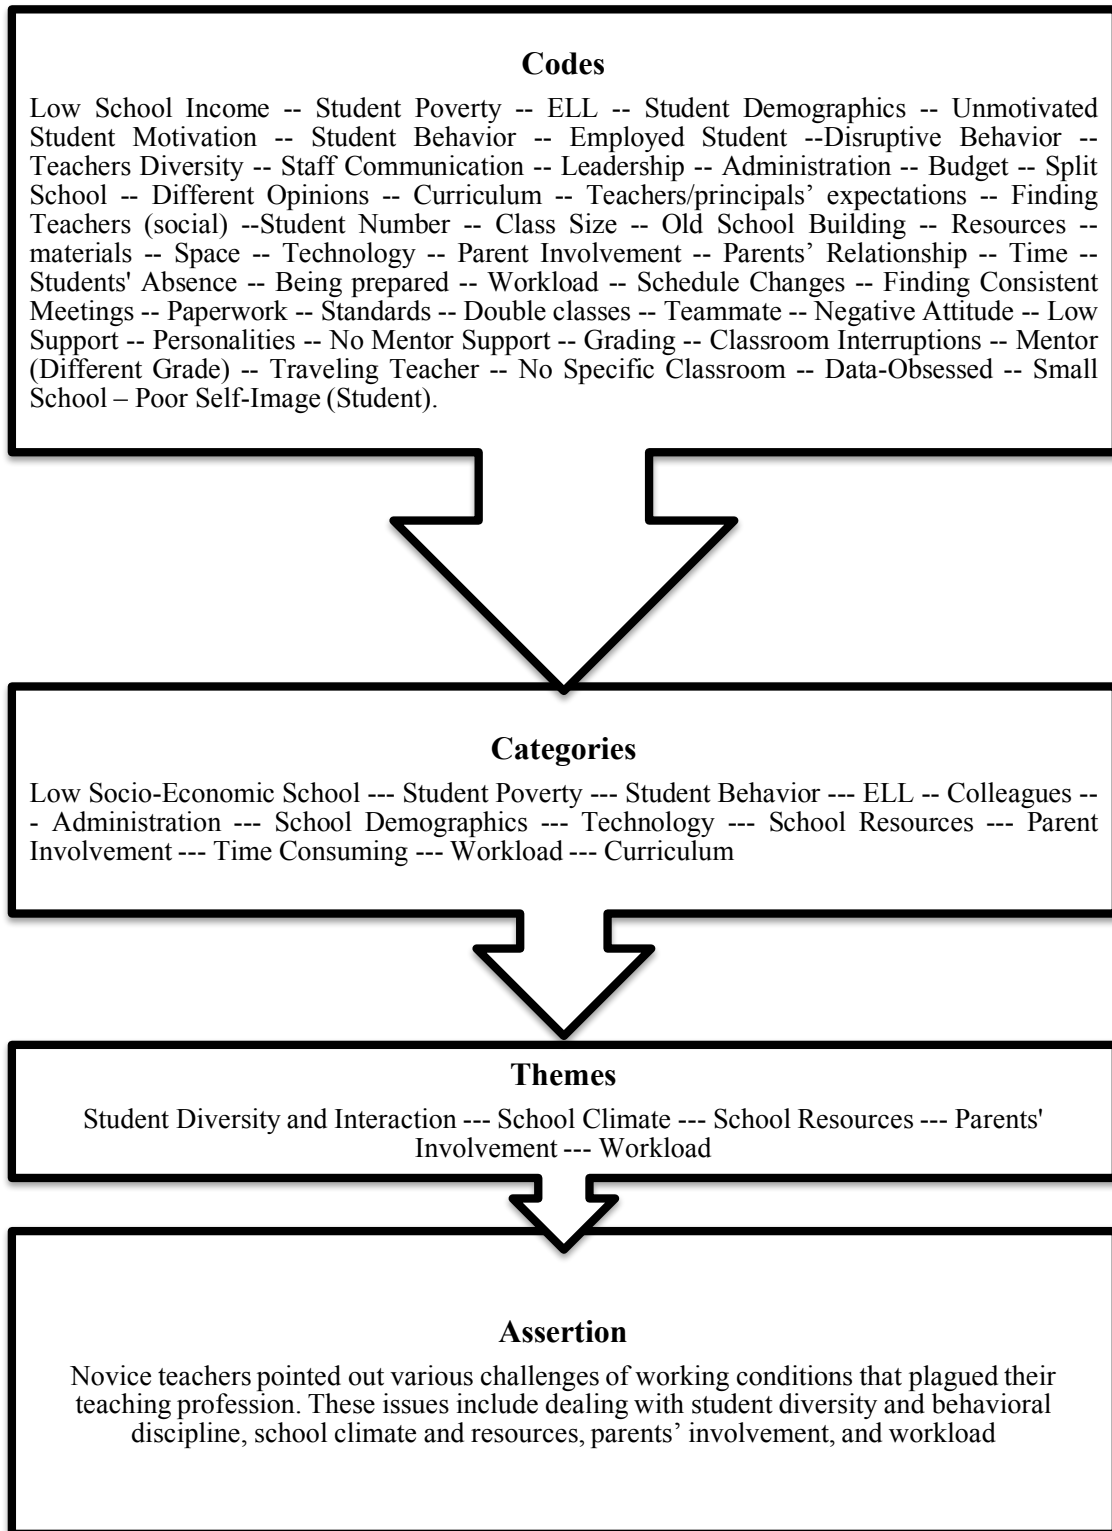 Codes
Low School Income -- Student Poverty -- ELL -- Student Demographics -- Unmotivated
Student Motivation -- Student Behavior -- Employed Student --Disruptive Behavior --
Teachers Diversity -- Staff Communication -- Leadership -- Administration -- Budget -- Split
School -- Different Opinions -- Curriculum -- Teachers/principals’ expectations -- Finding
Teachers (social) --Student Number -- Class Size -- Old School Building -- Resources --
materials -- Space -- Technology -- Parent Involvement -- Parents’ Relationship -- Time --
Students' Absence -- Being prepared -- Workload -- Schedule Changes -- Finding Consistent
Meetings -- Paperwork -- Standards -- Double classes -- Teammate -- Negative Attitude -- Low
Support -- Personalities -- No Mentor Support -- Grading -- Classroom Interruptions -- Mentor
(Different Grade) -- Traveling Teacher -- No Specific Classroom -- Data-Obsessed -- Small
School – Poor Self-Image (Student).
Categories
Low Socio-Economic School --- Student Poverty --- Student Behavior --- ELL -- Colleagues --
- Administration --- School Demographics --- Technology --- School Resources --- Parent
Involvement --- Time Consuming --- Workload --- Curriculum
Themes
Student Diversity and Interaction --- School Climate --- School Resources --- Parents'
Involvement --- Workload
Assertion
Novice teachers pointed out various challenges of working conditions that plagued their
teaching profession. These issues include dealing with student diversity and behavioral
discipline, school climate and resources, parents’ involvement, and workload